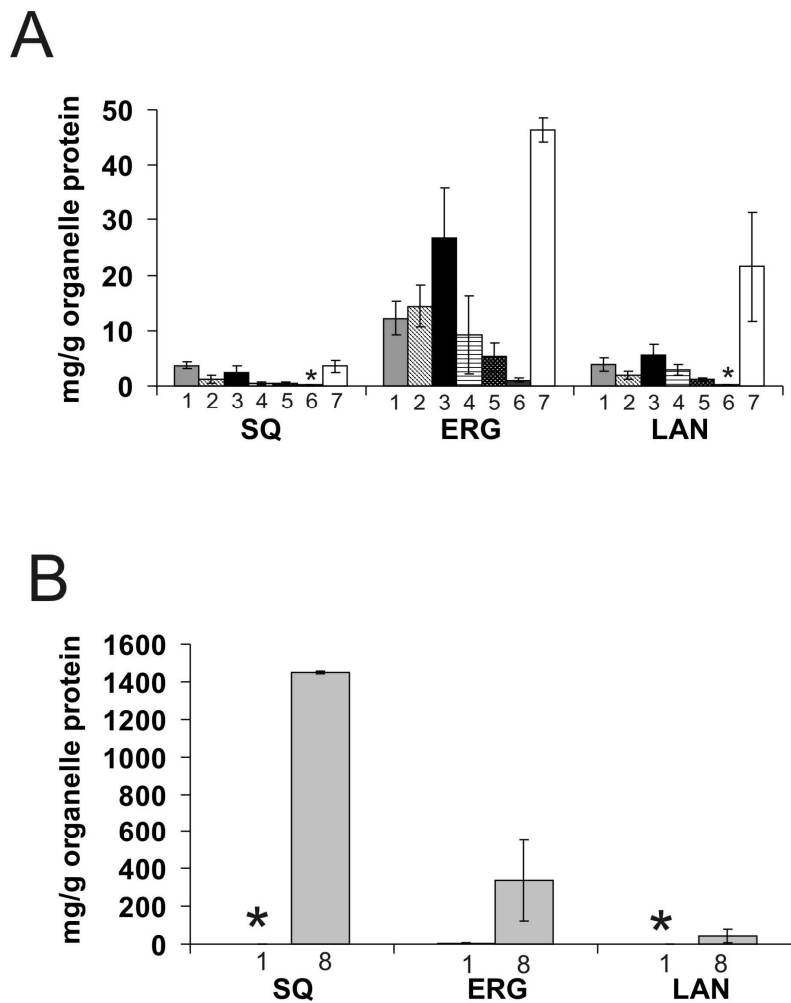 A
mg/g organelle protein
50
40
30
20
10
0
*
*
1 2 3 4 5 6 7 1 2 3 4 5 6 7 1 2 3 4 5 6 7
SQ ERG LAN
B
mg/g organelle protein
1600
1400
1200
1000
800
600
400
200
0
*
*
1 8 1 8 1 8
SQ ERG LAN